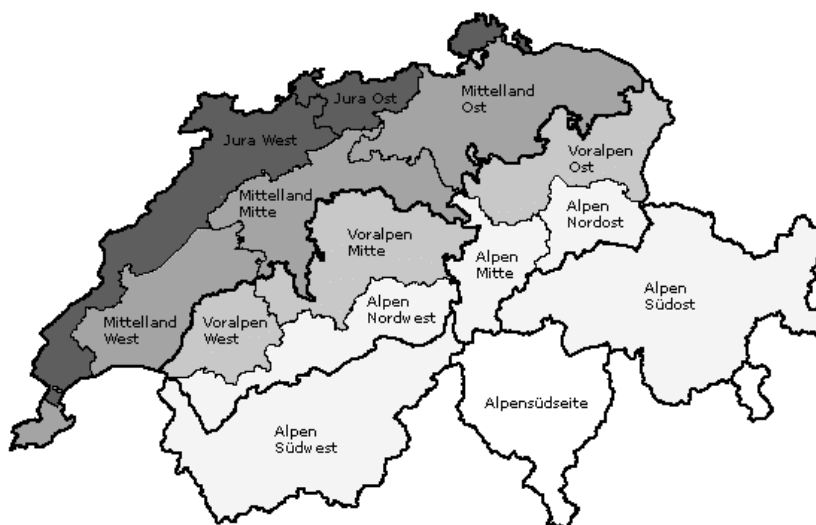 Jura Ost
Mittelland
Ost
Jura West
Voralpen
Ost
Mittelland
Mitte
Alpen
Nordost
Voralpen
Mitte
Alpen
Mitte
Alpen
Südost
Alpen
Nordwest
Mittelland
West
Voralpen
West
Alpensüdseite
Alpen
Südwest